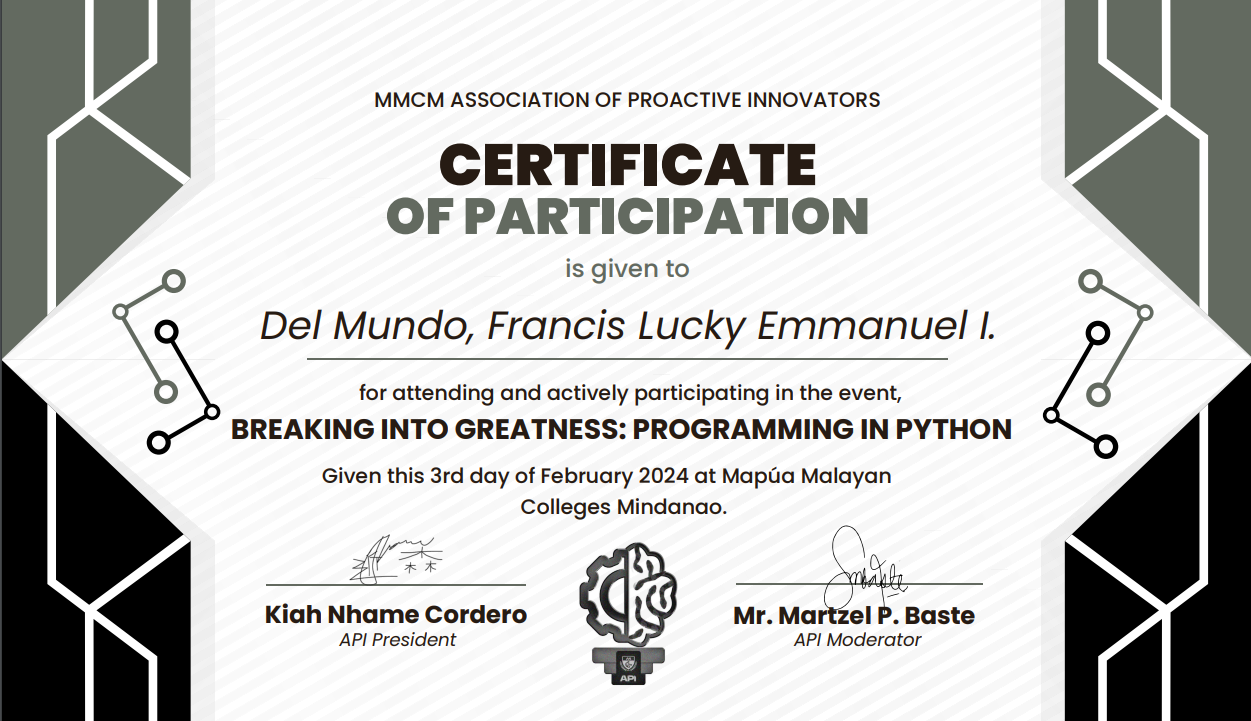 MMCM ASSOCIATION OF PROACTIVE INNOVATORS
CERTIFICATE
OF PARTICIPATION
is given to
Del Mundo, Francis Lucky Emmanuel I.
for attending and actively participating in the event,
BREAKING INTO GREATNESS: PROGRAMMING IN PYTHON
Given this 3rd day of February 2024 at Mapúa Malayan
Colleges Mindanao.
Kiah Nhame Cordero
API President
Mr. Martzel P. Baste
API Moderator
API